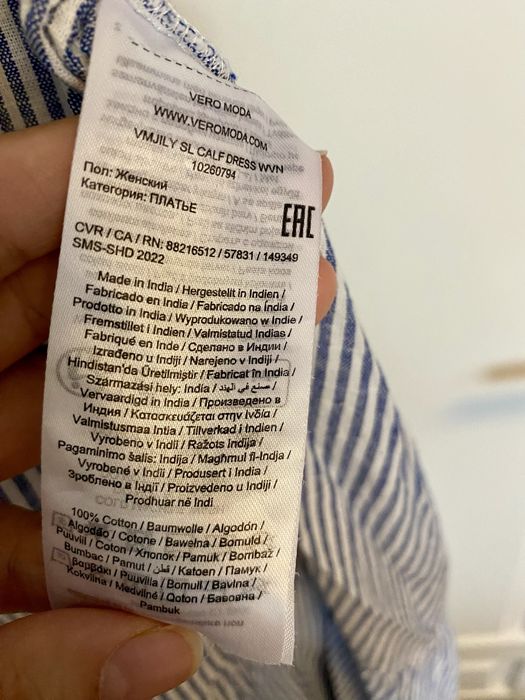 VERO MODA
WWW.VEROMODA.COM
VMJILY SL CALF DRESS WVN
10260794
Пол: Женский
Категория: ПЛАТЬЕ
EAC
CVR / CA / RN: 88216512 / 57831 / 149349
SMS-SHD 2022
Made in India / Hergestellt in Indien /
Fabricado en India / Fabricado na Índia /
Prodotto in India / Wyprodukowano w Indie /
Fremstillet i Indien / Valmistatud Indias /
Fabriqué en Inde / Сделано в Индии /
Izrađeno u Indiji / Narejeno v Indiji /
Hindistan'da Üretilmiştir / Fabricat în India /
Származási hely: India / صنع في الهند /
Vervaardigd in India / Произведено в
Индия / Κατασκευάζεται στην Ινδία /
Valmistusmaa Intia / Tillverkad i Indien /
Vyrobeno v Indii / Ražots Indija /
Pagaminimo šalis: Indija / Maghmul fl-Indja /
Vyrobené v Indii / Produsert i India /
Зроблено в Індії / Proizvedeno u Indiji /
Prodhuar në Indi
100% Cotton / Baumwolle / Algodón /
Algodão / Cotone / Bawełna / Bomuld /
Puuvill / Coton / Хлопок / Pamuk / Bombaž /
Bumbac / Pamut / قطن / Katoen / Памук /
Βαμβάκι / Puuvilla / Bomull / Bavlna /
Kokvilna / Medvilnė / Qoton / Бавовна /
Pambuk